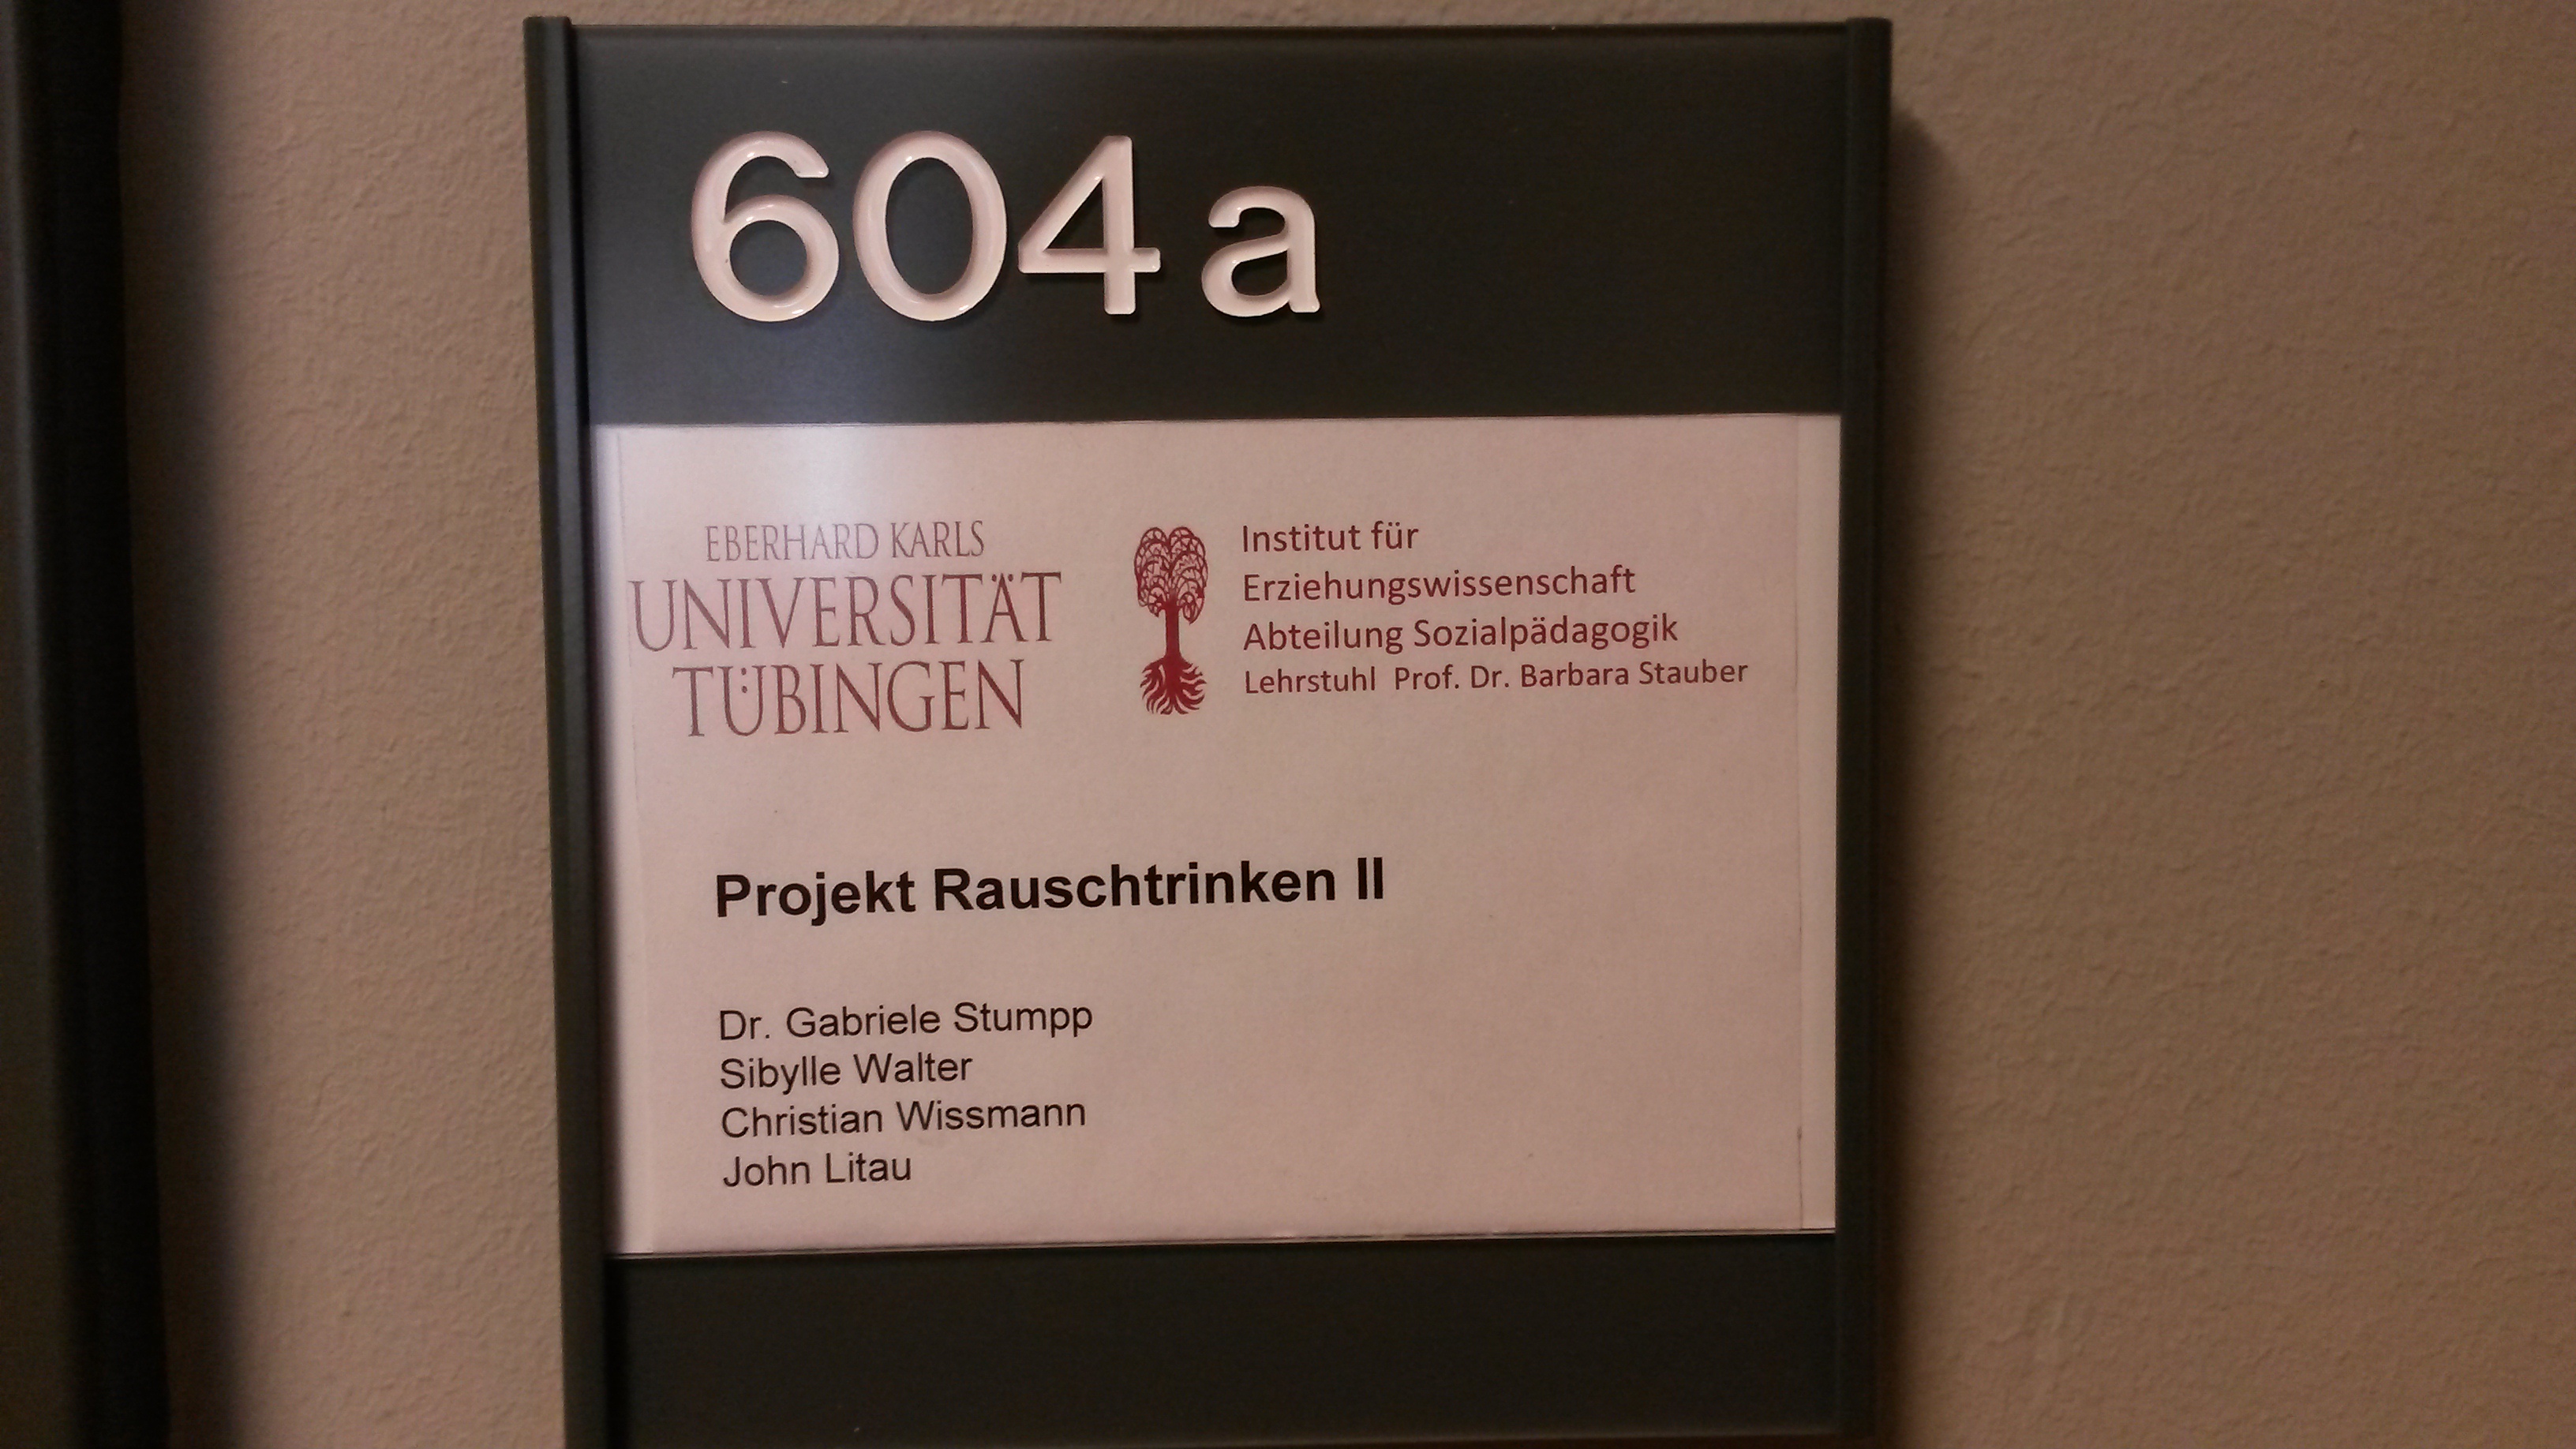 604 a
EBERHARD KARLS
UNIVERSITÄT
TÜBINGEN
Institut für
Erziehungswissenschaft
Abteilung Sozialpädagogik
Lehrstuhl Prof. Dr. Barbara Stauber
Projekt Rauschtrinken II
Dr. Gabriele Stumpp
Sibylle Walter
Christian Wissmann
John Litau